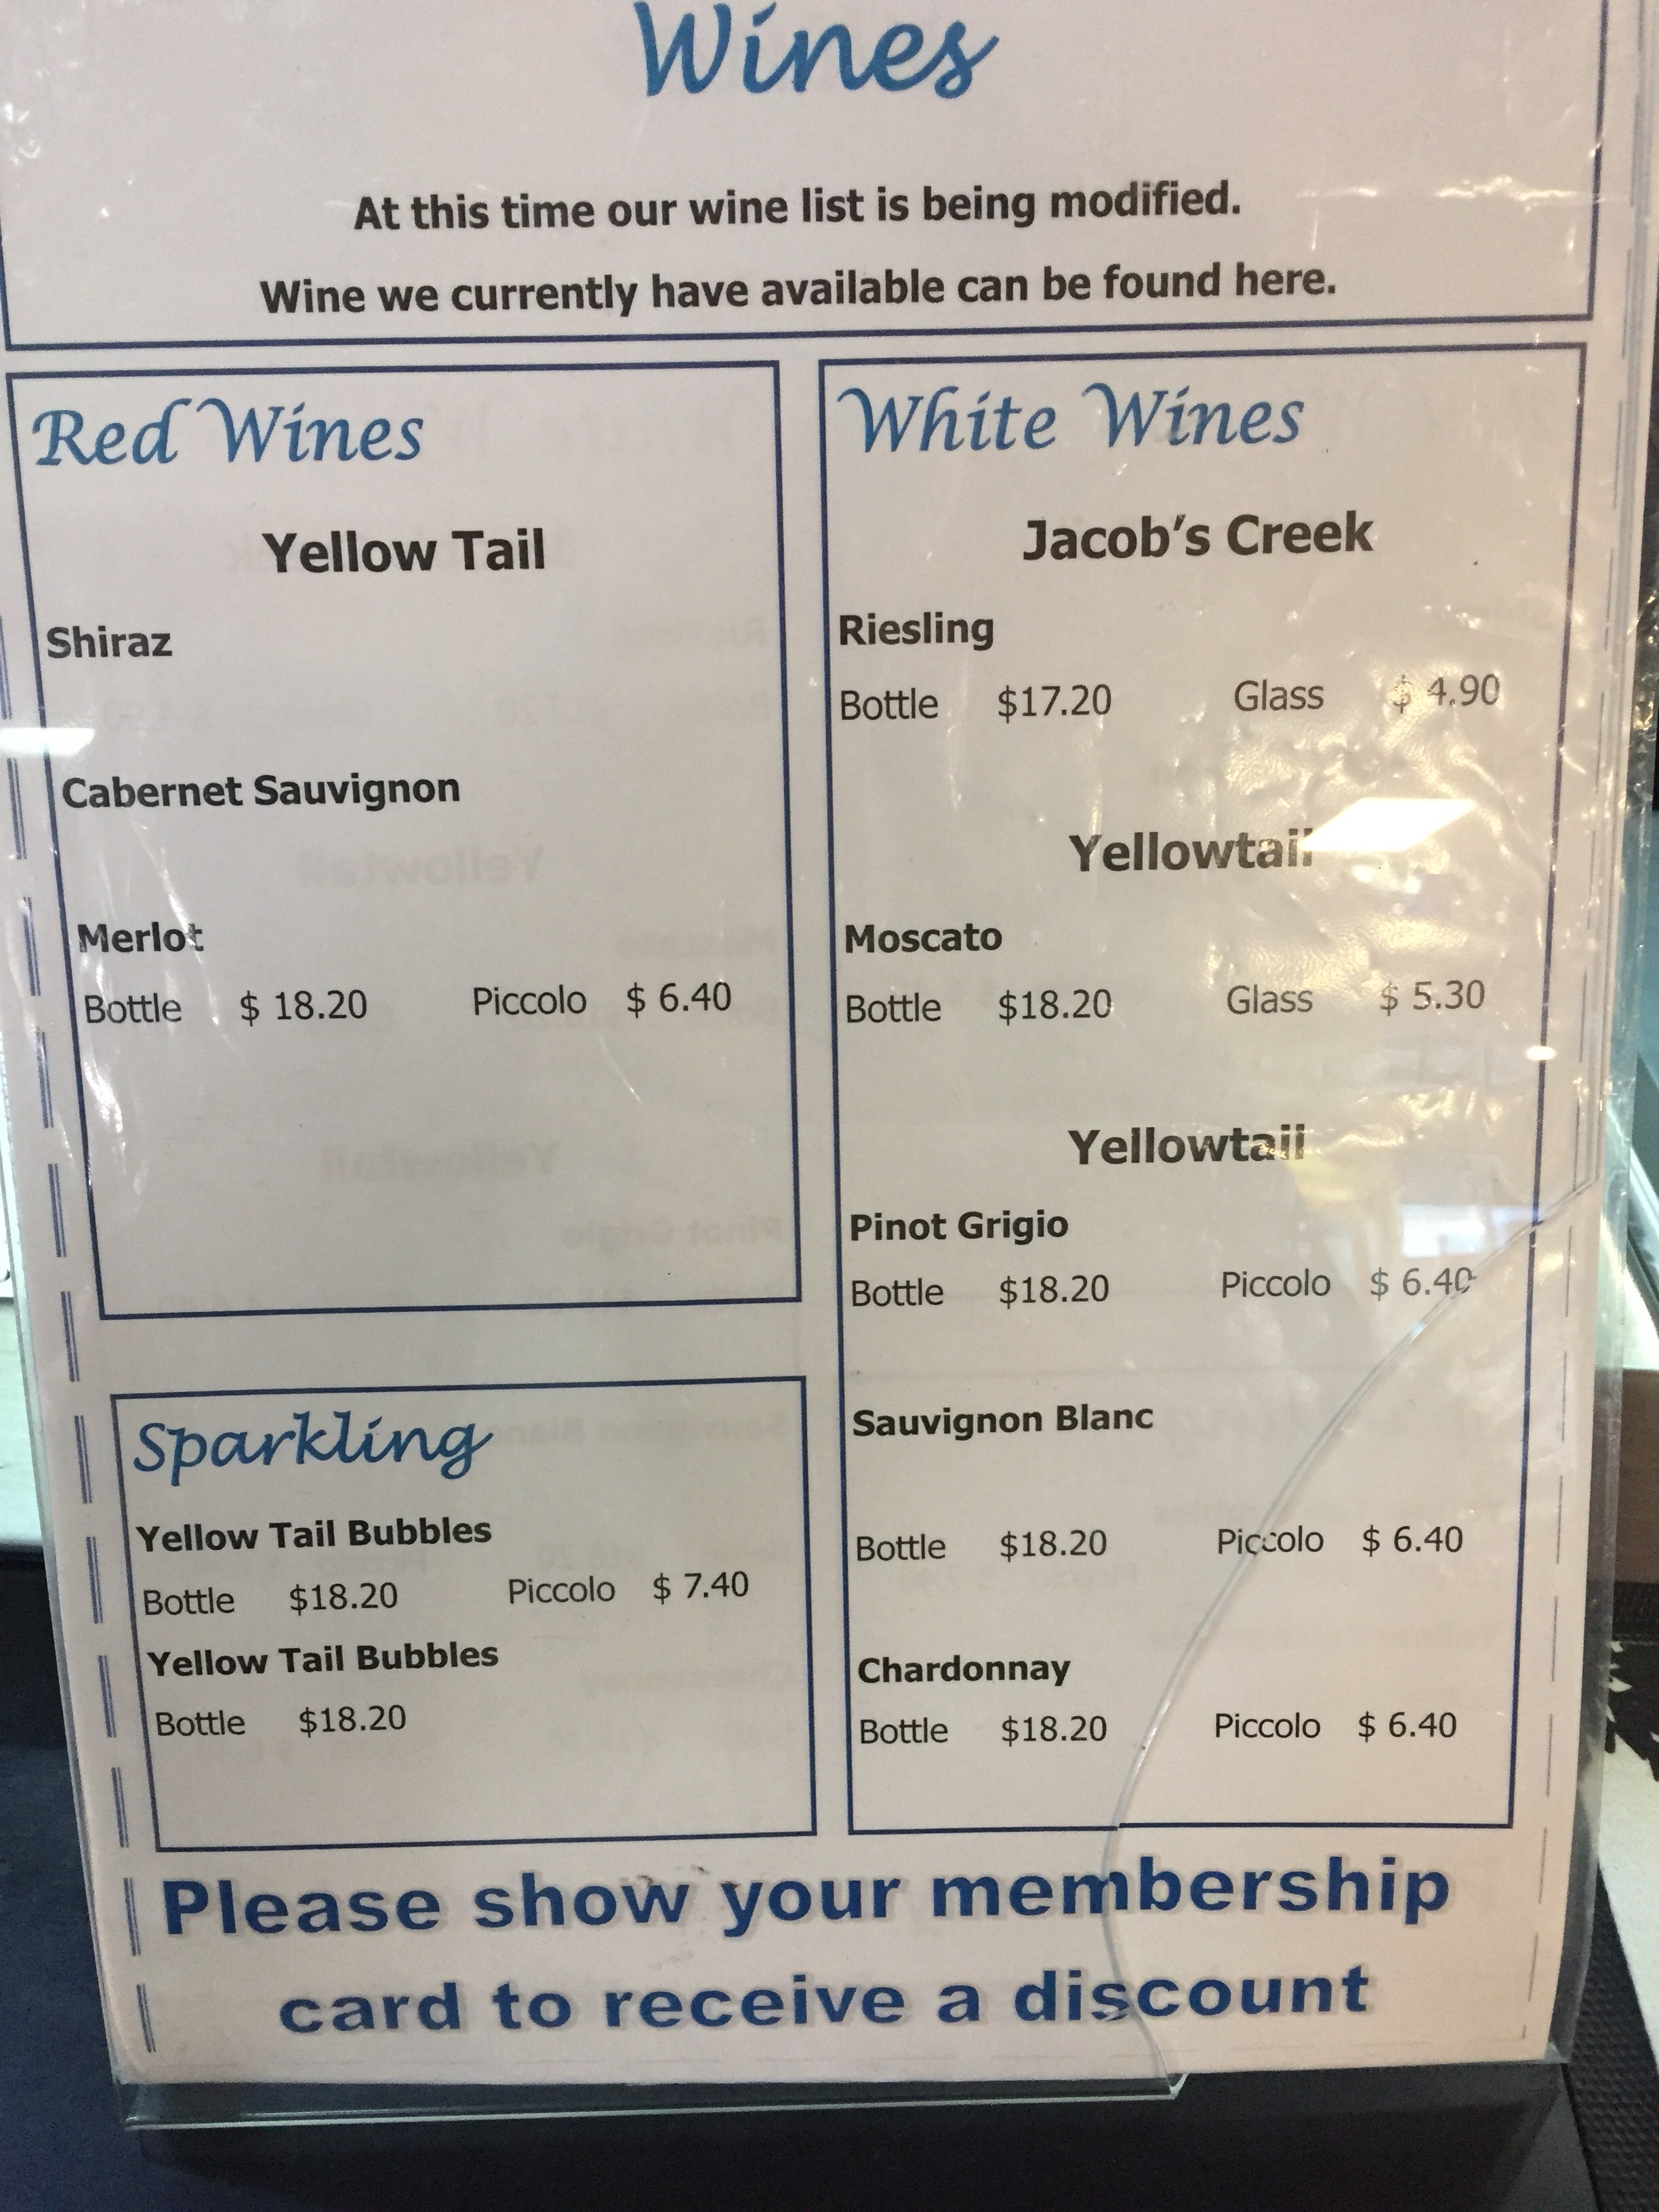 Wines
At this time our wine list is being modified.
Wine we currently have available can be found here.
Red Wines
Yellow Tail
Shiraz
Cabernet Sauvignon
Merlot
Bottle $ 18.20 Piccolo $ 6.40
Sparkling
Yellow Tail Bubbles
Bottle $18.20 Piccolo $ 7.40
Yellow Tail Bubbles
Bottle $18.20
White Wines
Jacob’s Creek
Riesling
Bottle $17.20 Glass $ 4.90
Yellowtail
Moscato
Bottle $18.20 Glass $ 5.30
Yellowtail
Pinot Grigio
Bottle $18.20 Piccolo $ 6.40
Sauvignon Blanc
Bottle $18.20 Piccolo $ 6.40
Chardonnay
Bottle $18.20 Piccolo $ 6.40
Please show your membership
card to receive a discount